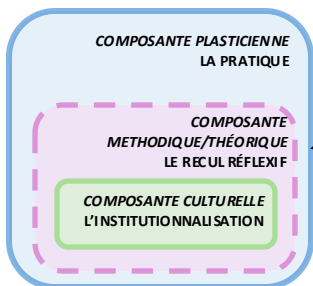 COMPOSANTE PLASTICIENNE
LA PRATIQUE
COMPOSANTE
METHODIQUE/THÉORIQUE
LE RECUL RÉFLEXIF
COMPOSANTE CULTURELLE
L'INSTITUTIONNALISATION